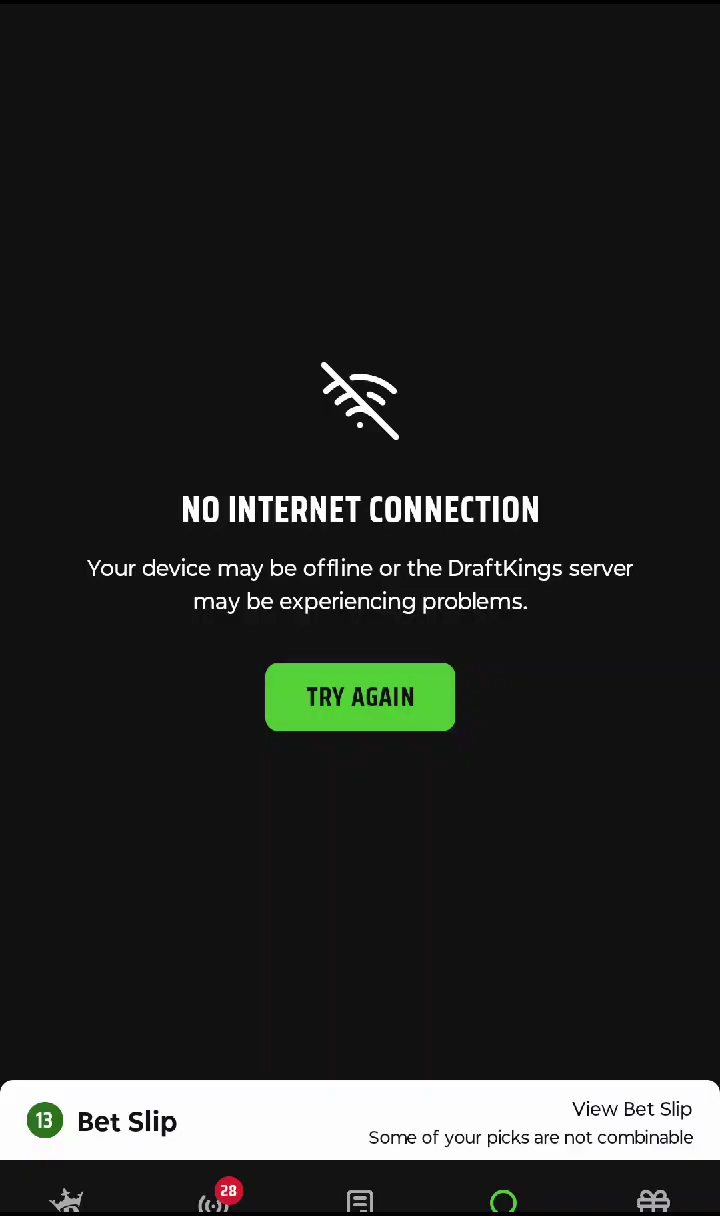 NO INTERNET CONNECTION
Your device may be offline or the DraftKings server
may be experiencing problems.
TRY AGAIN
13 Bet Slip
View Bet Slip
Some of your picks are not combinable
28